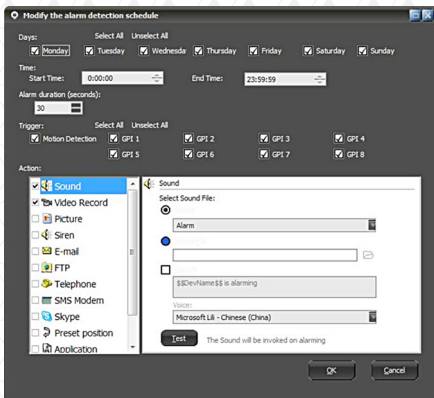 Modify the alarm detection schedule
Days: Select All Unselect All
Monday Tuesday Wednesday Thursday Friday Saturday Sunday
Time:
Start Time: 0:00:00 End Time: 23:59:59
Alarm duration (seconds):
30
Trigger: Select All Unselect All
Motion Detection GPI 1 GPI 2 GPI 3 GPI 4
GPI 5 GPI 6 GPI 7 GPI 8
Action:
Sound
Video Record
Picture
Siren
E-mail
FTP
Telephone
SMS Modem
Skype
Preset position
Application
Sound
Select Sound File:
Alarm
$$DevName$$ is alarming
Voice:
Microsoft Lili - Chinese (China)
Test The Sound will be invoked on alarming
OK Cancel